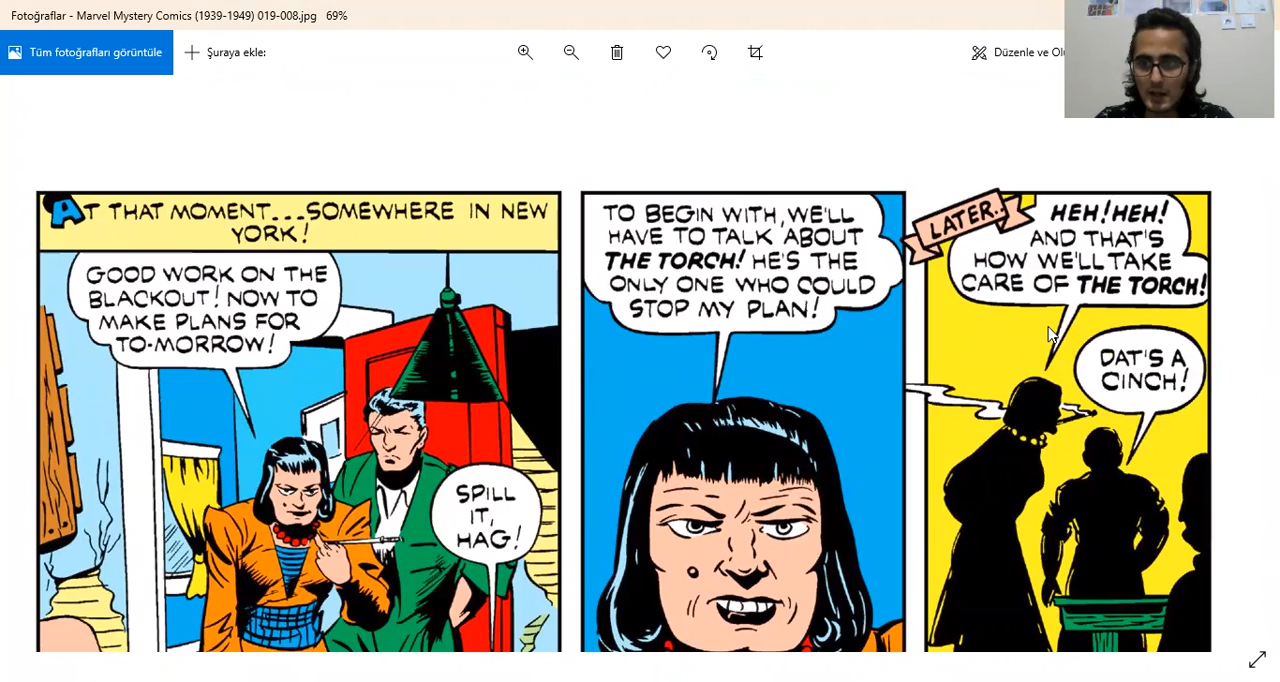 Fotoğraflar - Marvel Mystery Comics (1939-1949) 019-008.jpg   69%
Tüm fotoğrafları görüntüle
Şuraya ekle:
Düzenle ve
AT THAT MOMENT...SOMEWHERE IN NEW
YORK!
GOOD WORK ON THE
BLACKOUT! NOW TO
MAKE PLANS FOR
TO-MORROW!
SPILL
IT,
HAG!
TO BEGIN WITH, WE'LL
HAVE TO TALK ABOUT
THE TORCH! HE'S THE
ONLY ONE WHO COULD
STOP MY PLAN!
LATER..
HEH! HEH!
AND THAT'S
HOW WE'LL TAKE
CARE OF THE TORCH!
DAT'S A
CINCH!